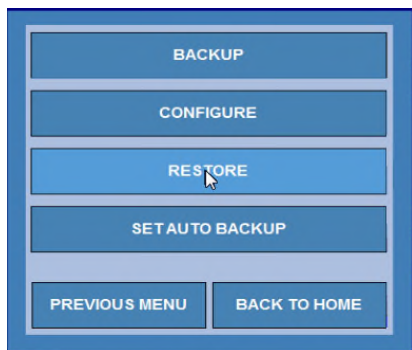 BACKUP
CONFIGURE
RESTORE
SET AUTO BACKUP
PREVIOUS MENU BACK TO HOME